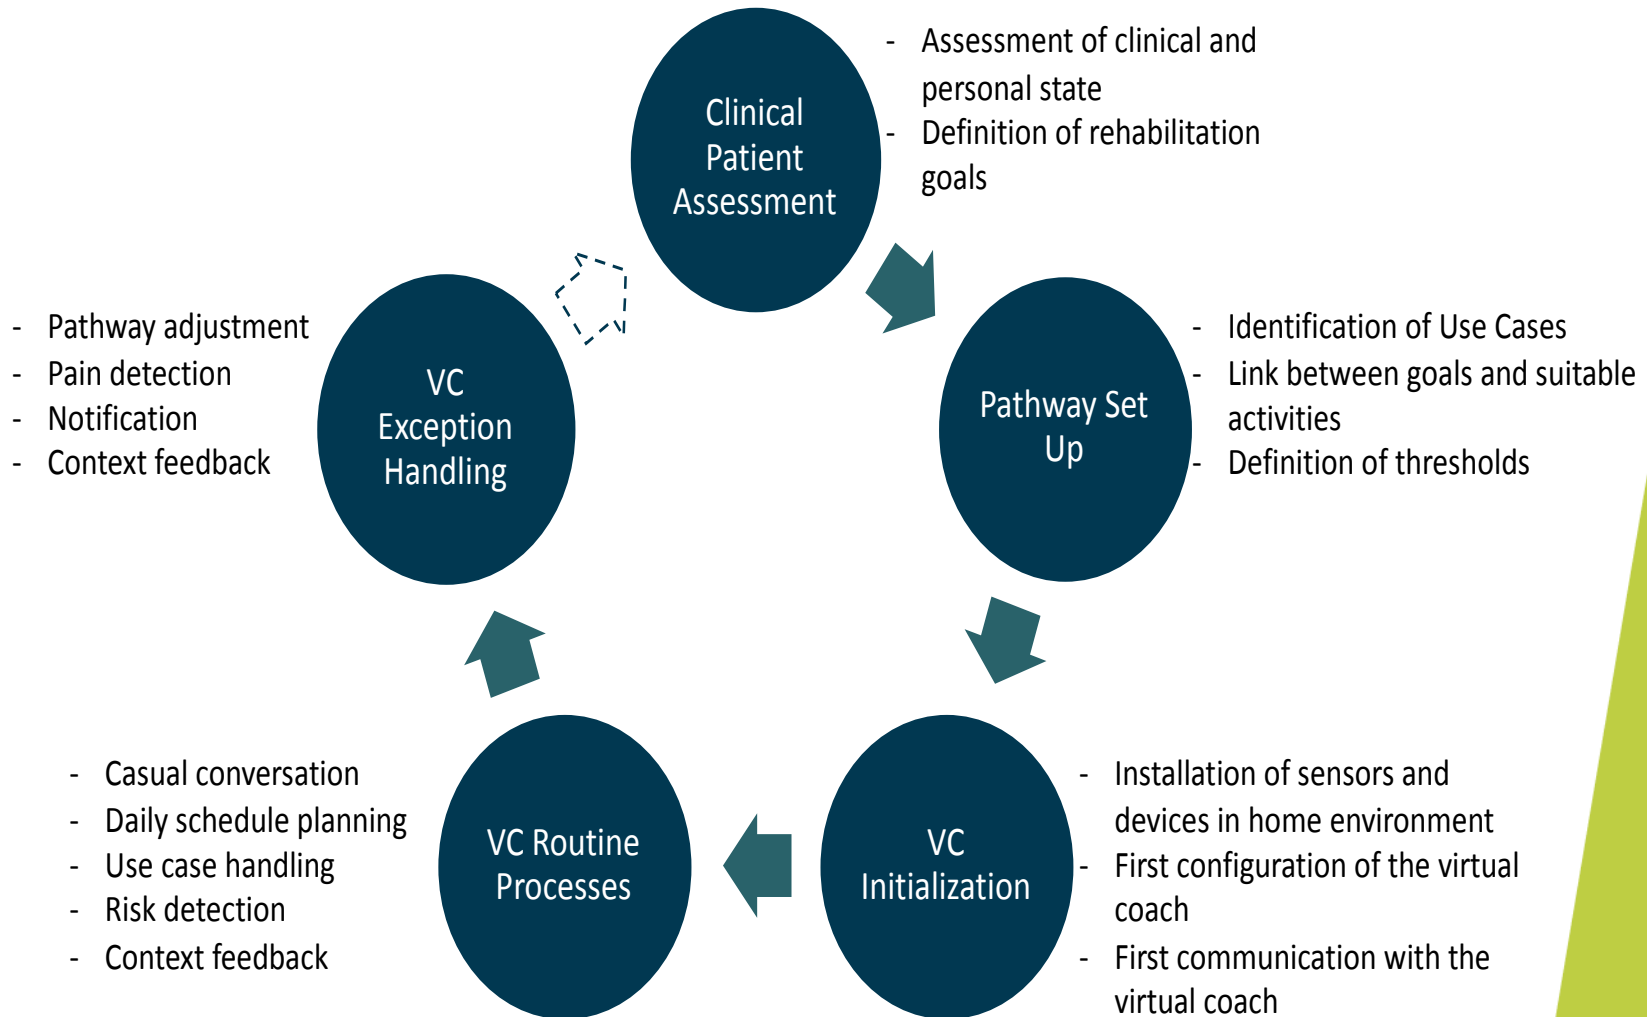 Clinical
Patient
Assessment
- Assessment of clinical and
personal state
- Definition of rehabilitation
goals
Pathway Set
Up
- Identification of Use Cases
- Link between goals and suitable
activities
- Definition of thresholds
VC
Initialization
- Installation of sensors and
devices in home environment
- First configuration of the virtual
coach
- First communication with the
virtual coach
VC Routine
Processes
- Casual conversation
- Daily schedule planning
- Use case handling
- Risk detection
- Context feedback
VC
Exception
Handling
- Pathway adjustment
- Pain detection
- Notification
- Context feedback